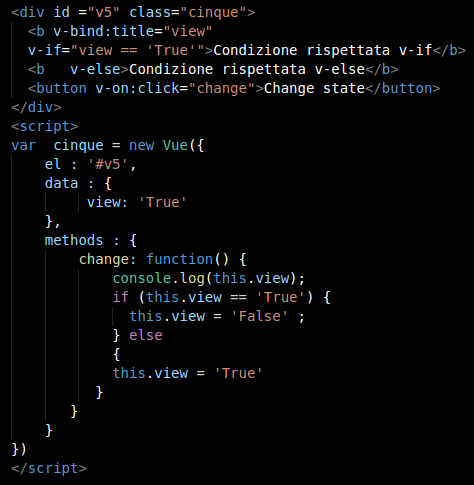 <div id ="v5" class="cinque">
  <b v-bind:title="view"
  v-if="view == 'True'">Condizione rispettata v-if</b>
  <b   v-else>Condizione rispettata v-else</b>
  <button v-on:click="change">Change state</button>
</div>
<script>
var  cinque = new Vue({
    el : '#v5',
    data : {
         view: 'True'
    },
    methods : {
        change: function() {
            console.log(this.view);
            if (this.view == 'True') {
              this.view = 'False' ;
            } else
            {
            this.view = 'True'
          }
       }
    }
})
</script>